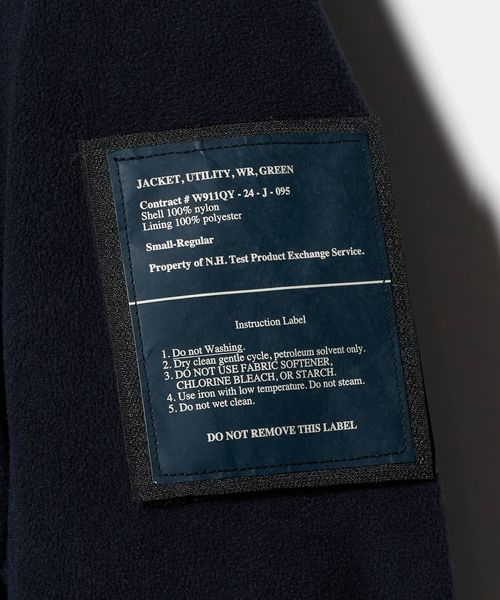 JACKET, UTILITY, WR, GREEN
Contract # W911QY - 24 - J - 095
Shell 100% nylon
Lining 100% polyester
Small-Regular
Property of N.H. Test Product Exchange Service.
Instruction Label
1. Do not Washing.
2. Dry clean gentle cycle, petroleum solvent only.
3. DO NOT USE FABRIC SOFTENER,
CHLORINE BLEACH, OR STARCH.
4. Use iron with low temperature. Do not steam.
5. Do not wet clean.
DO NOT REMOVE THIS LABEL